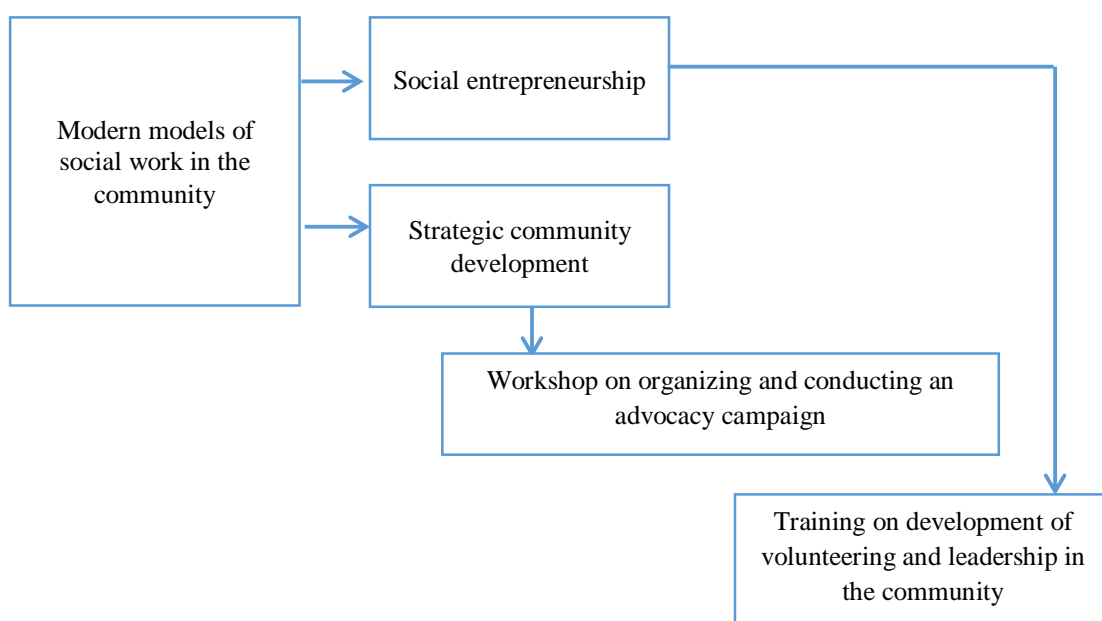 Modern models of
social work in the
community
Social entrepreneurship
Strategic community
development
Workshop on organizing and conducting an
advocacy campaign
Training on development of
volunteering and leadership in
the community